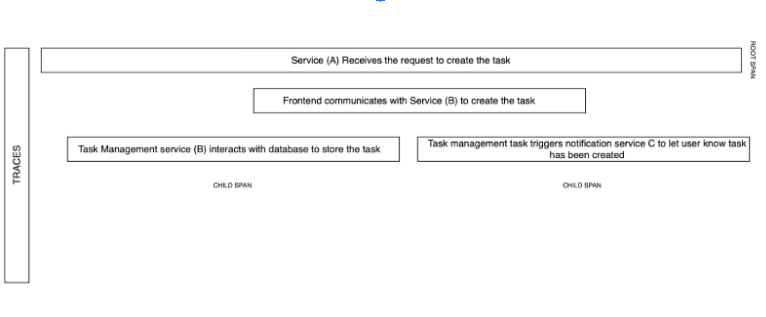 Service (A) Receives the request to create the task
ROOT SPAN
Frontend communicates with Service (B) to create the task
TRACES
Task Management service (B) interacts with database to store the task
Task management task triggers notification service C to let user know task
has been created
CHILD SPAN
CHILD SPAN